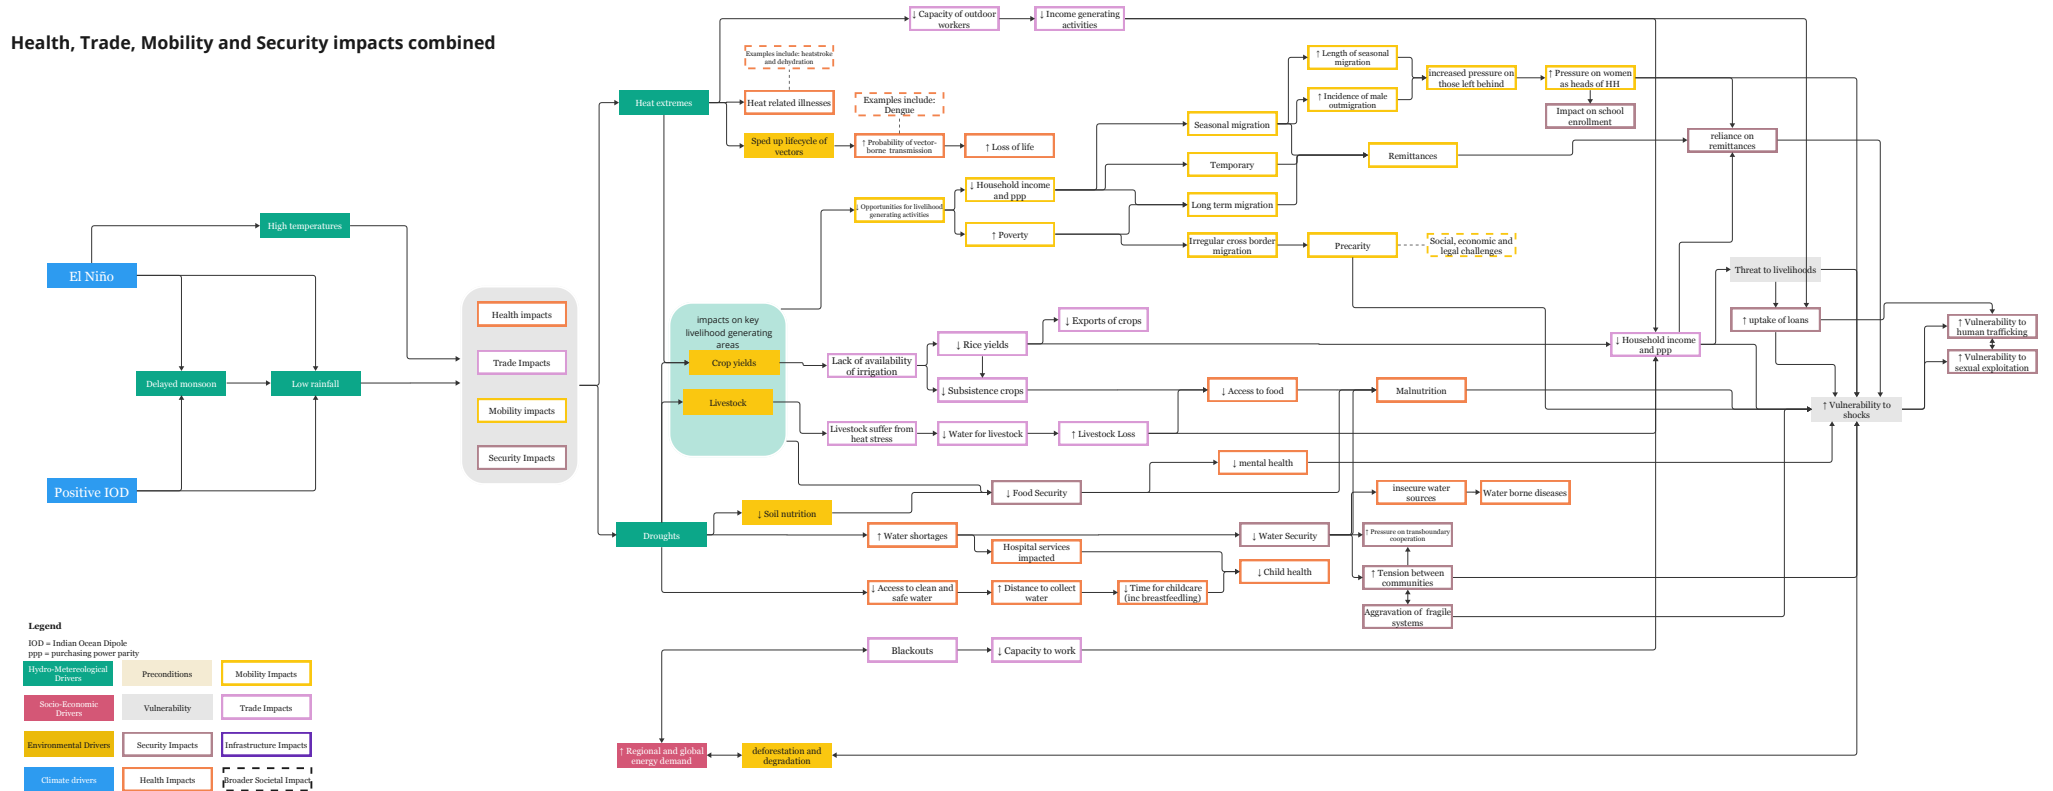 Health, Trade, Mobility and Security impacts combined
↓ Capacity of outdoor
workers
↓ Income generating
activities
Examples include: heatstroke
and dehydration
Heat extremes
Heat related illnesses
Examples include:
Dengue
Sped up lifecycle of
vectors
↑ Probability of vector-
borne transmission
↑ Loss of life
↑ Length of seasonal
migration
↑ Incidence of male
outmigration
increased pressure on
those left behind
↑ Pressure on women
as heads of HH
Impact on school
enrollment
Seasonal migration
Temporary
Long term migration
Remittances
reliance on
remittances
↓ Household income
and ppp
↓ Opportunities for livelihood
generating activities
↑ Poverty
Irregular cross border
migration
Precarity
Social, economic and
legal challenges
High temperatures
El Niño
Delayed monsoon
Low rainfall
Positive IOD
Health impacts
Trade Impacts
Mobility impacts
Security Impacts
impacts on key
livelihood generating
areas
Crop yields
Livestock
Lack of availability
of irrigation
↓ Rice yields
↓ Exports of crops
↓ Subsistence crops
Livestock suffer from
heat stress
↓ Water for livestock
↑ Livestock Loss
↓ Access to food
Malnutrition
↓ mental health
↓ Household income
and ppp
Threat to livelihoods
↑ uptake of loans
↑ Vulnerability to
shocks
↑ Vulnerability to
human trafficking
↑ Vulnerability to
sexual exploitation
Droughts
↓ Soil nutrition
↓ Food Security
↑ Water shortages
Hospital services
impacted
↓ Access to clean and
safe water
↑ Distance to collect
water
↓ Time for childcare
(inc breastfeedling)
↓ Child health
↓ Water Security
insecure water
sources
Water borne diseases
↑ Pressure on transboundary
cooperation
↑ Tension between
communities
Aggravation of fragile
systems
Blackouts
↓ Capacity to work
↑ Regional and global
energy demand
deforestation and
degradation
Legend
IOD = Indian Ocean Dipole
ppp = purchasing power parity
Hydro-Metereological
Drivers
Preconditions
Mobility Impacts
Socio-Economic
Drivers
Vulnerability
Trade Impacts
Environmental Drivers
Security Impacts
Infrastructure Impacts
Climate drivers
Health Impacts
Broader Societal Impact